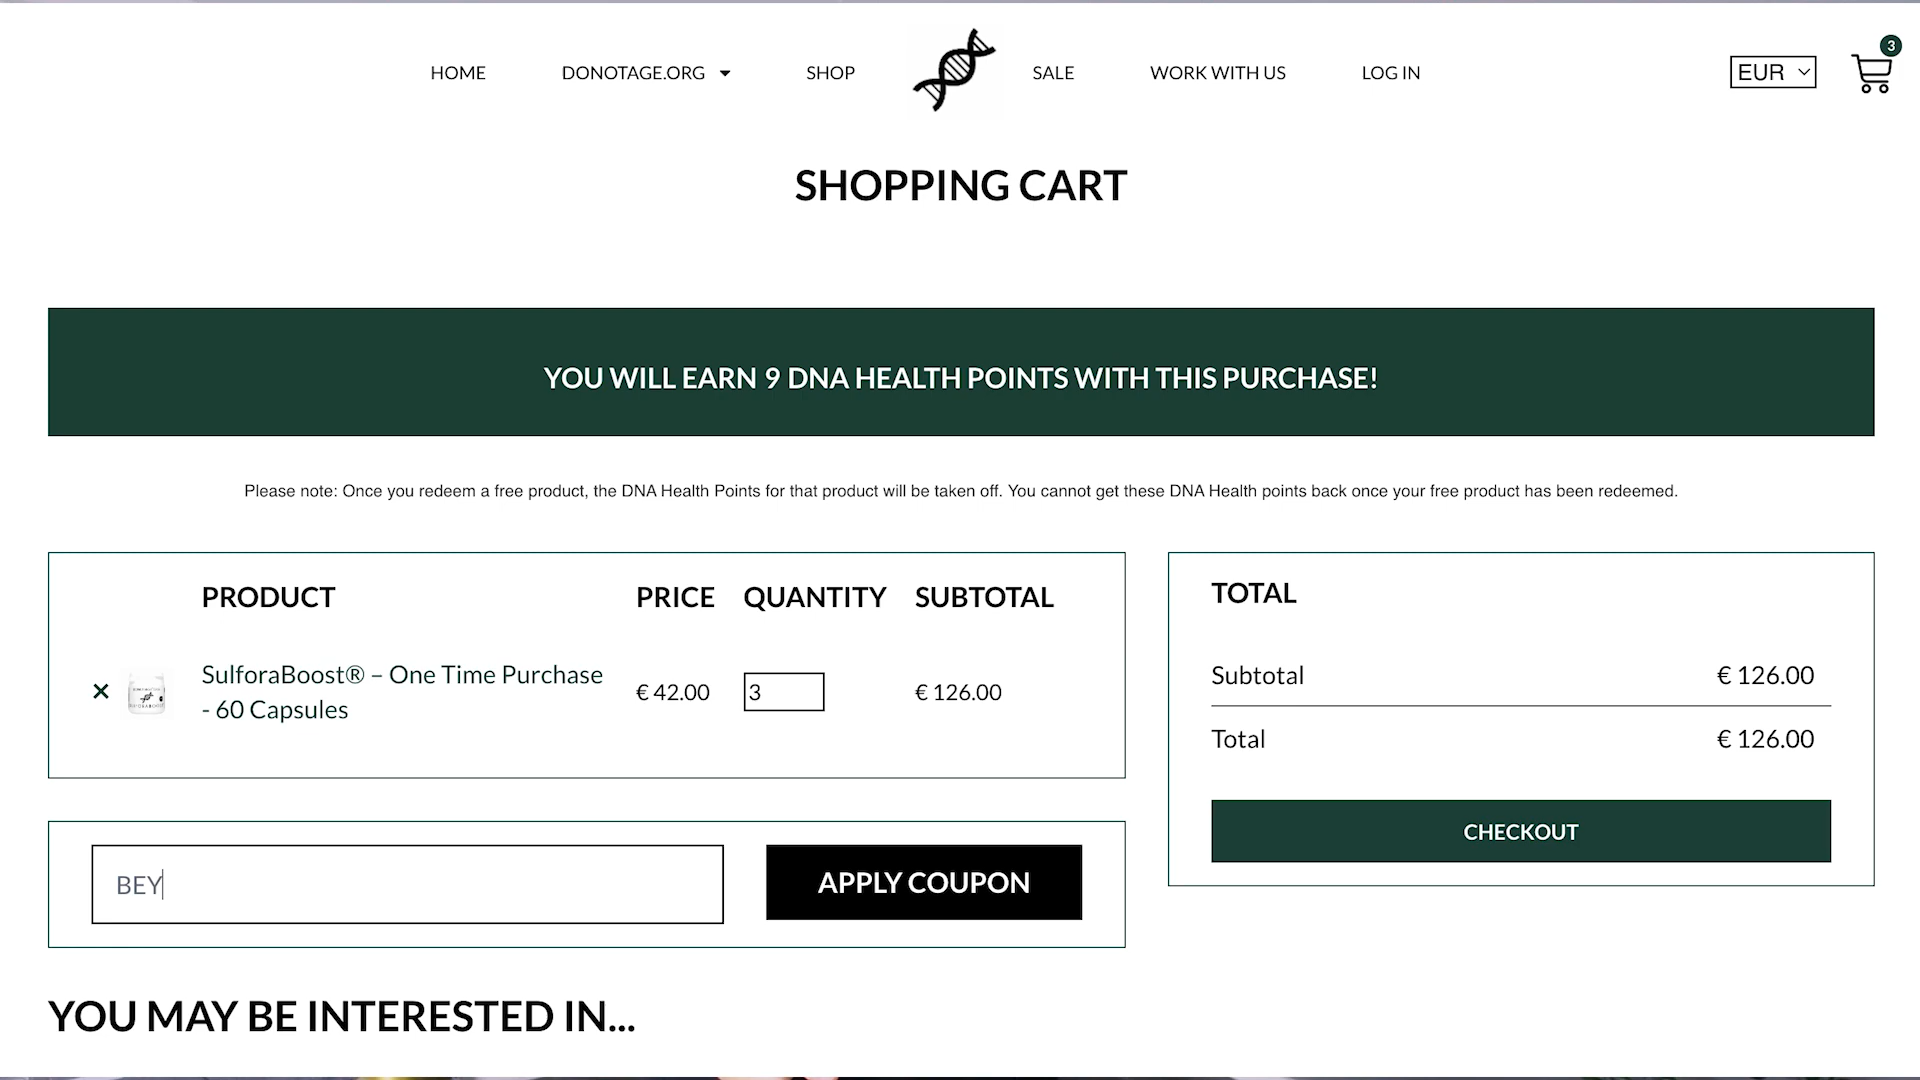 HOME
DONOTAGE.ORG
SHOP
SALE
WORK WITH US
LOG IN
EUR
3
SHOPPING CART
YOU WILL EARN 9 DNA HEALTH POINTS WITH THIS PURCHASE!
Please note: Once you redeem a free product, the DNA Health Points for that product will be taken off. You cannot get these DNA Health points back once your free product has been redeemed.
PRODUCT PRICE QUANTITY SUBTOTAL
SulforaBoost® – One Time Purchase
- 60 Capsules
€ 42.00
3
€ 126.00
TOTAL
Subtotal € 126.00
Total € 126.00
CHECKOUT
BEY
APPLY COUPON
YOU MAY BE INTERESTED IN...